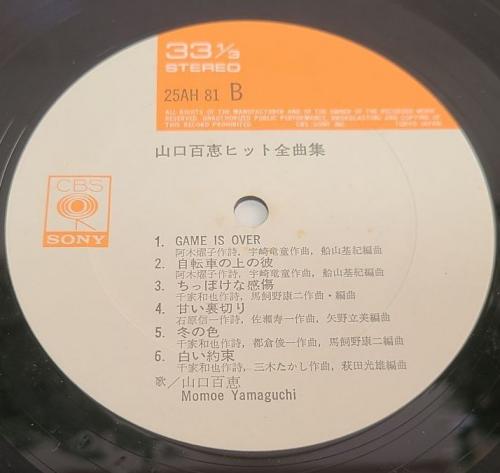 33 1/3
STEREO
25AH 81 B
ALL RIGHTS OF THE MANUFACTURER AND OF THE OWNER OF THE RECORDED WORK
RESERVED. UNAUTHORIZED PUBLIC PERFORMANCE, BROADCASTING AND COPYING OF
THIS RECORD PROHIBITED CBS/SONY INC. TOKYO JAPAN
山口百恵ヒット全曲集
CBS
SONY
1. GAME IS OVER
阿木燿子作詩, 宇崎竜童作曲, 船山基紀編曲
2. 自転車の上の彼
阿木燿子作詩, 宇崎竜童作曲, 船山基紀編曲
3. ちっぽけな感傷
千家和也作詩, 馬飼野康二作曲・編曲
4. 甘い裏切り
石原信一作詩, 佐瀬寿一作曲, 矢野立美編曲
5. 冬の色
千家和也作詩, 都倉俊一作曲, 馬飼野康二編曲
6. 白い約束
千家和也作詩, 三木たかし作曲, 萩田光雄編曲
歌/山口百恵
Momoe Yamaguchi